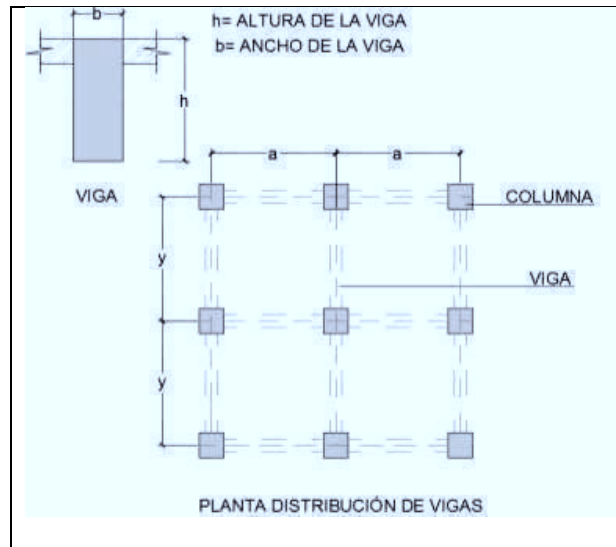 b
h= ALTURA DE LA VIGA
b= ANCHO DE LA VIGA
h
VIGA
a
a
COLUMNA
y
VIGA
y
PLANTA DISTRIBUCIÓN DE VIGAS